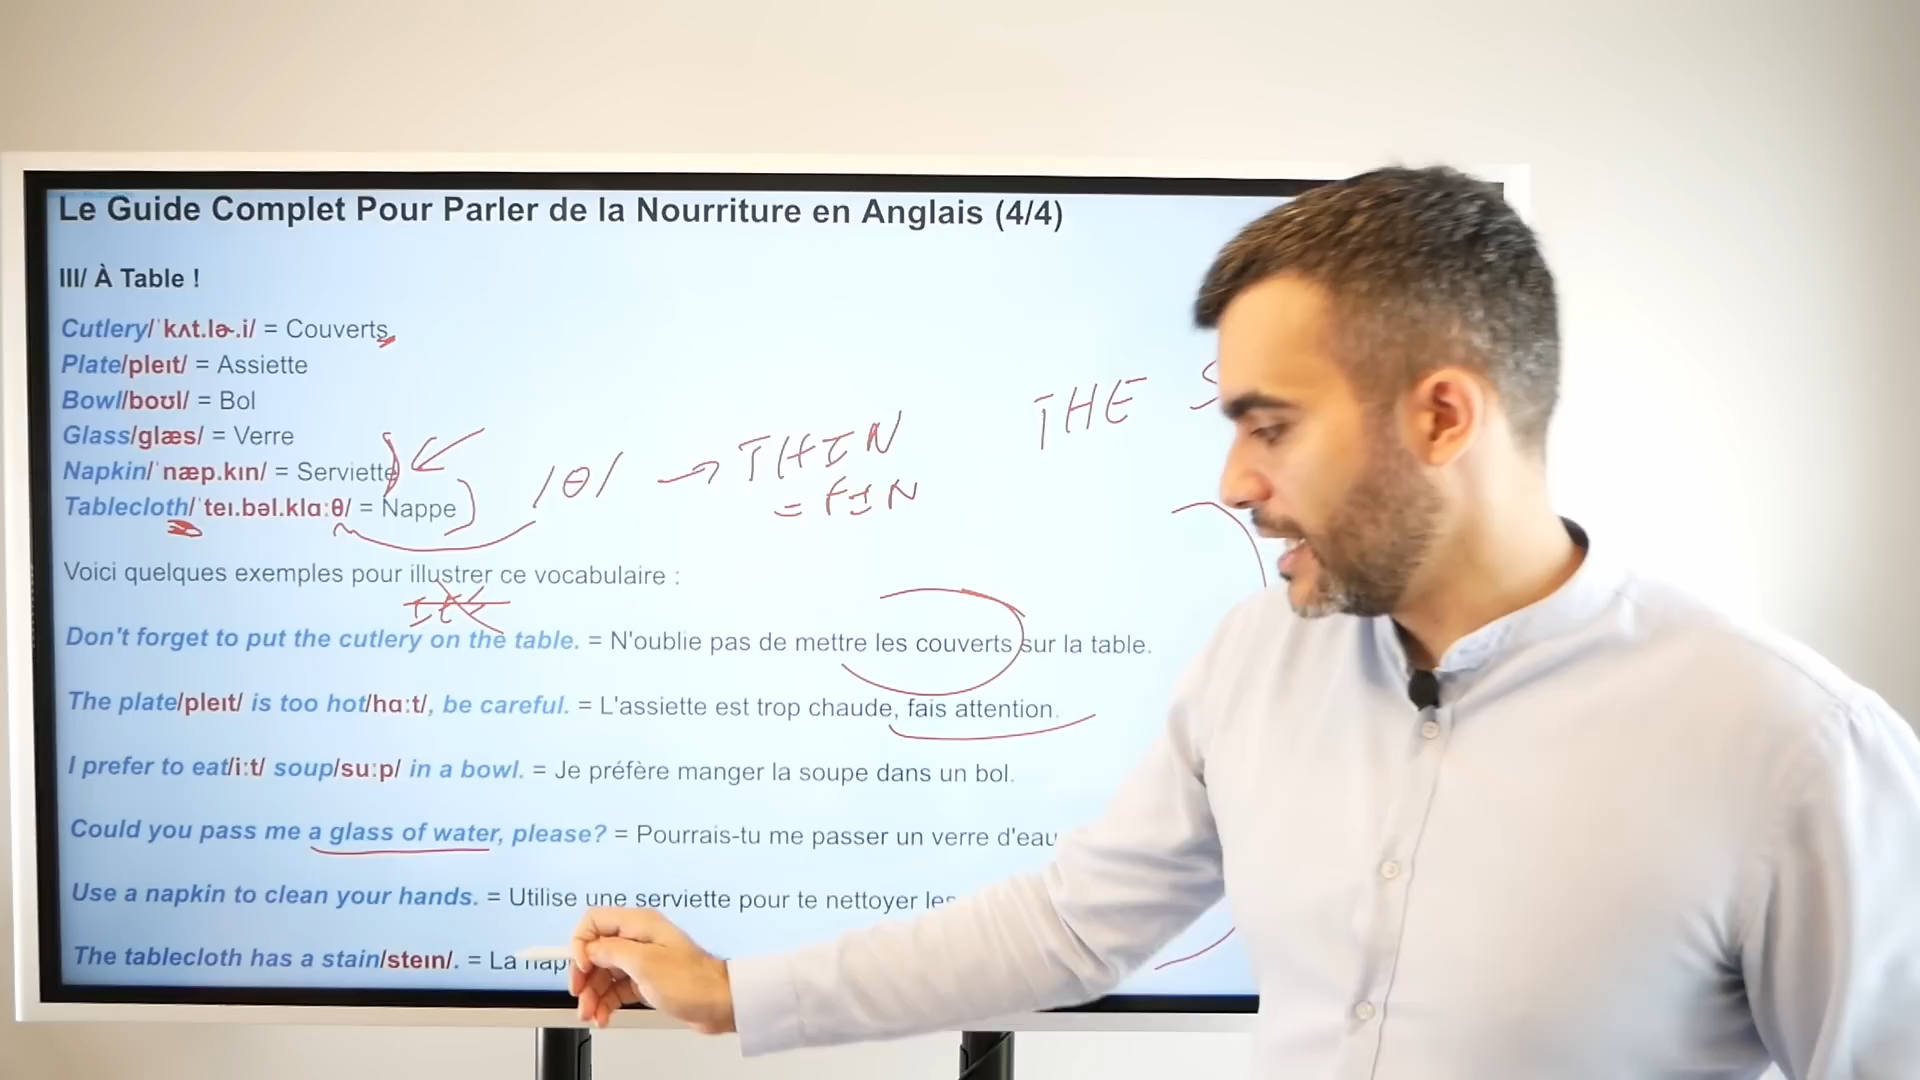 Le Guide Complet Pour Parler de la Nourriture en Anglais (4/4)
III/ À Table !
Cutlery/ˈkʌt.lɚ.i/ = Couverts
Plate/pleɪt/ = Assiette
Bowl/boʊl/ = Bol
Glass/glæs/ = Verre
Napkin/ˈnæp.kɪn/ = Serviette
Tablecloth/ˈteɪ.bəl.klɑːθ/ = Nappe
/θ/ → THIN
= FIN
THE S
Voici quelques exemples pour illustrer ce vocabulaire :
Don't forget to put the cutlery on the table. = N'oublie pas de mettre les couverts sur la table.
The plate/pleɪt/ is too hot/hɑːt/, be careful. = L'assiette est trop chaude, fais attention.
I prefer to eat/iːt/ soup/suːp/ in a bowl. = Je préfère manger la soupe dans un bol.
Could you pass me a glass of water, please? = Pourrais-tu me passer un verre d'eau
Use a napkin to clean your hands. = Utilise une serviette pour te nettoyer les
The tablecloth has a stain/steɪn/. = La nap